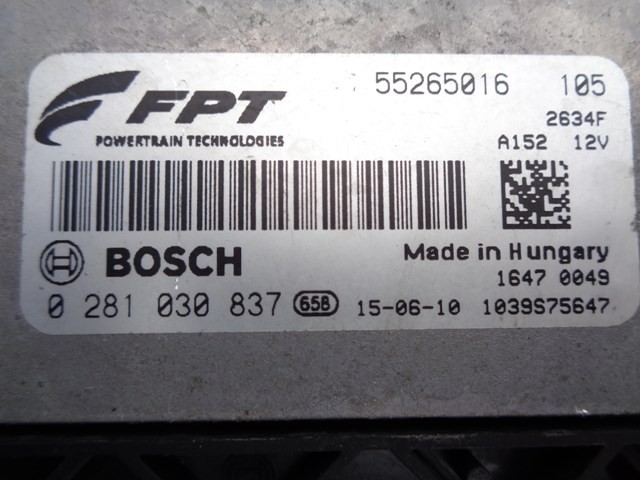 FPT 55265016 105
POWERTRAIN TECHNOLOGIES 2634F
A152 12V
BOSCH Made in Hungary
1647 0049
0 281 030 837 658 15-06-10 1039S75647